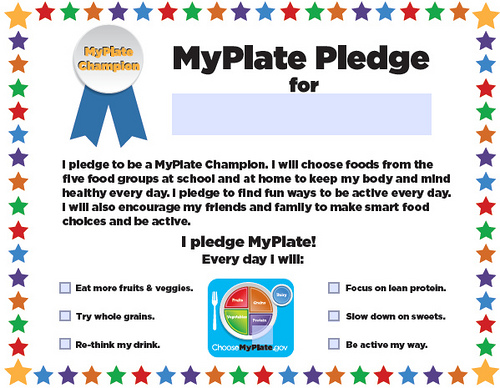 MyPlate
Champion
MyPlate Pledge
for
I pledge to be a MyPlate Champion. I will choose foods from the
five food groups at school and at home to keep my body and mind
healthy every day. I pledge to find fun ways to be active every day.
I will also encourage my friends and family to make smart food
choices and be active.
I pledge MyPlate!
Every day I will:
Eat more fruits & veggies.
Try whole grains.
Re-think my drink.
Dairy
Fruits
Grains
Vegetables
Protein
ChooseMyPlate.gov
Focus on lean protein.
Slow down on sweets.
Be active my way.